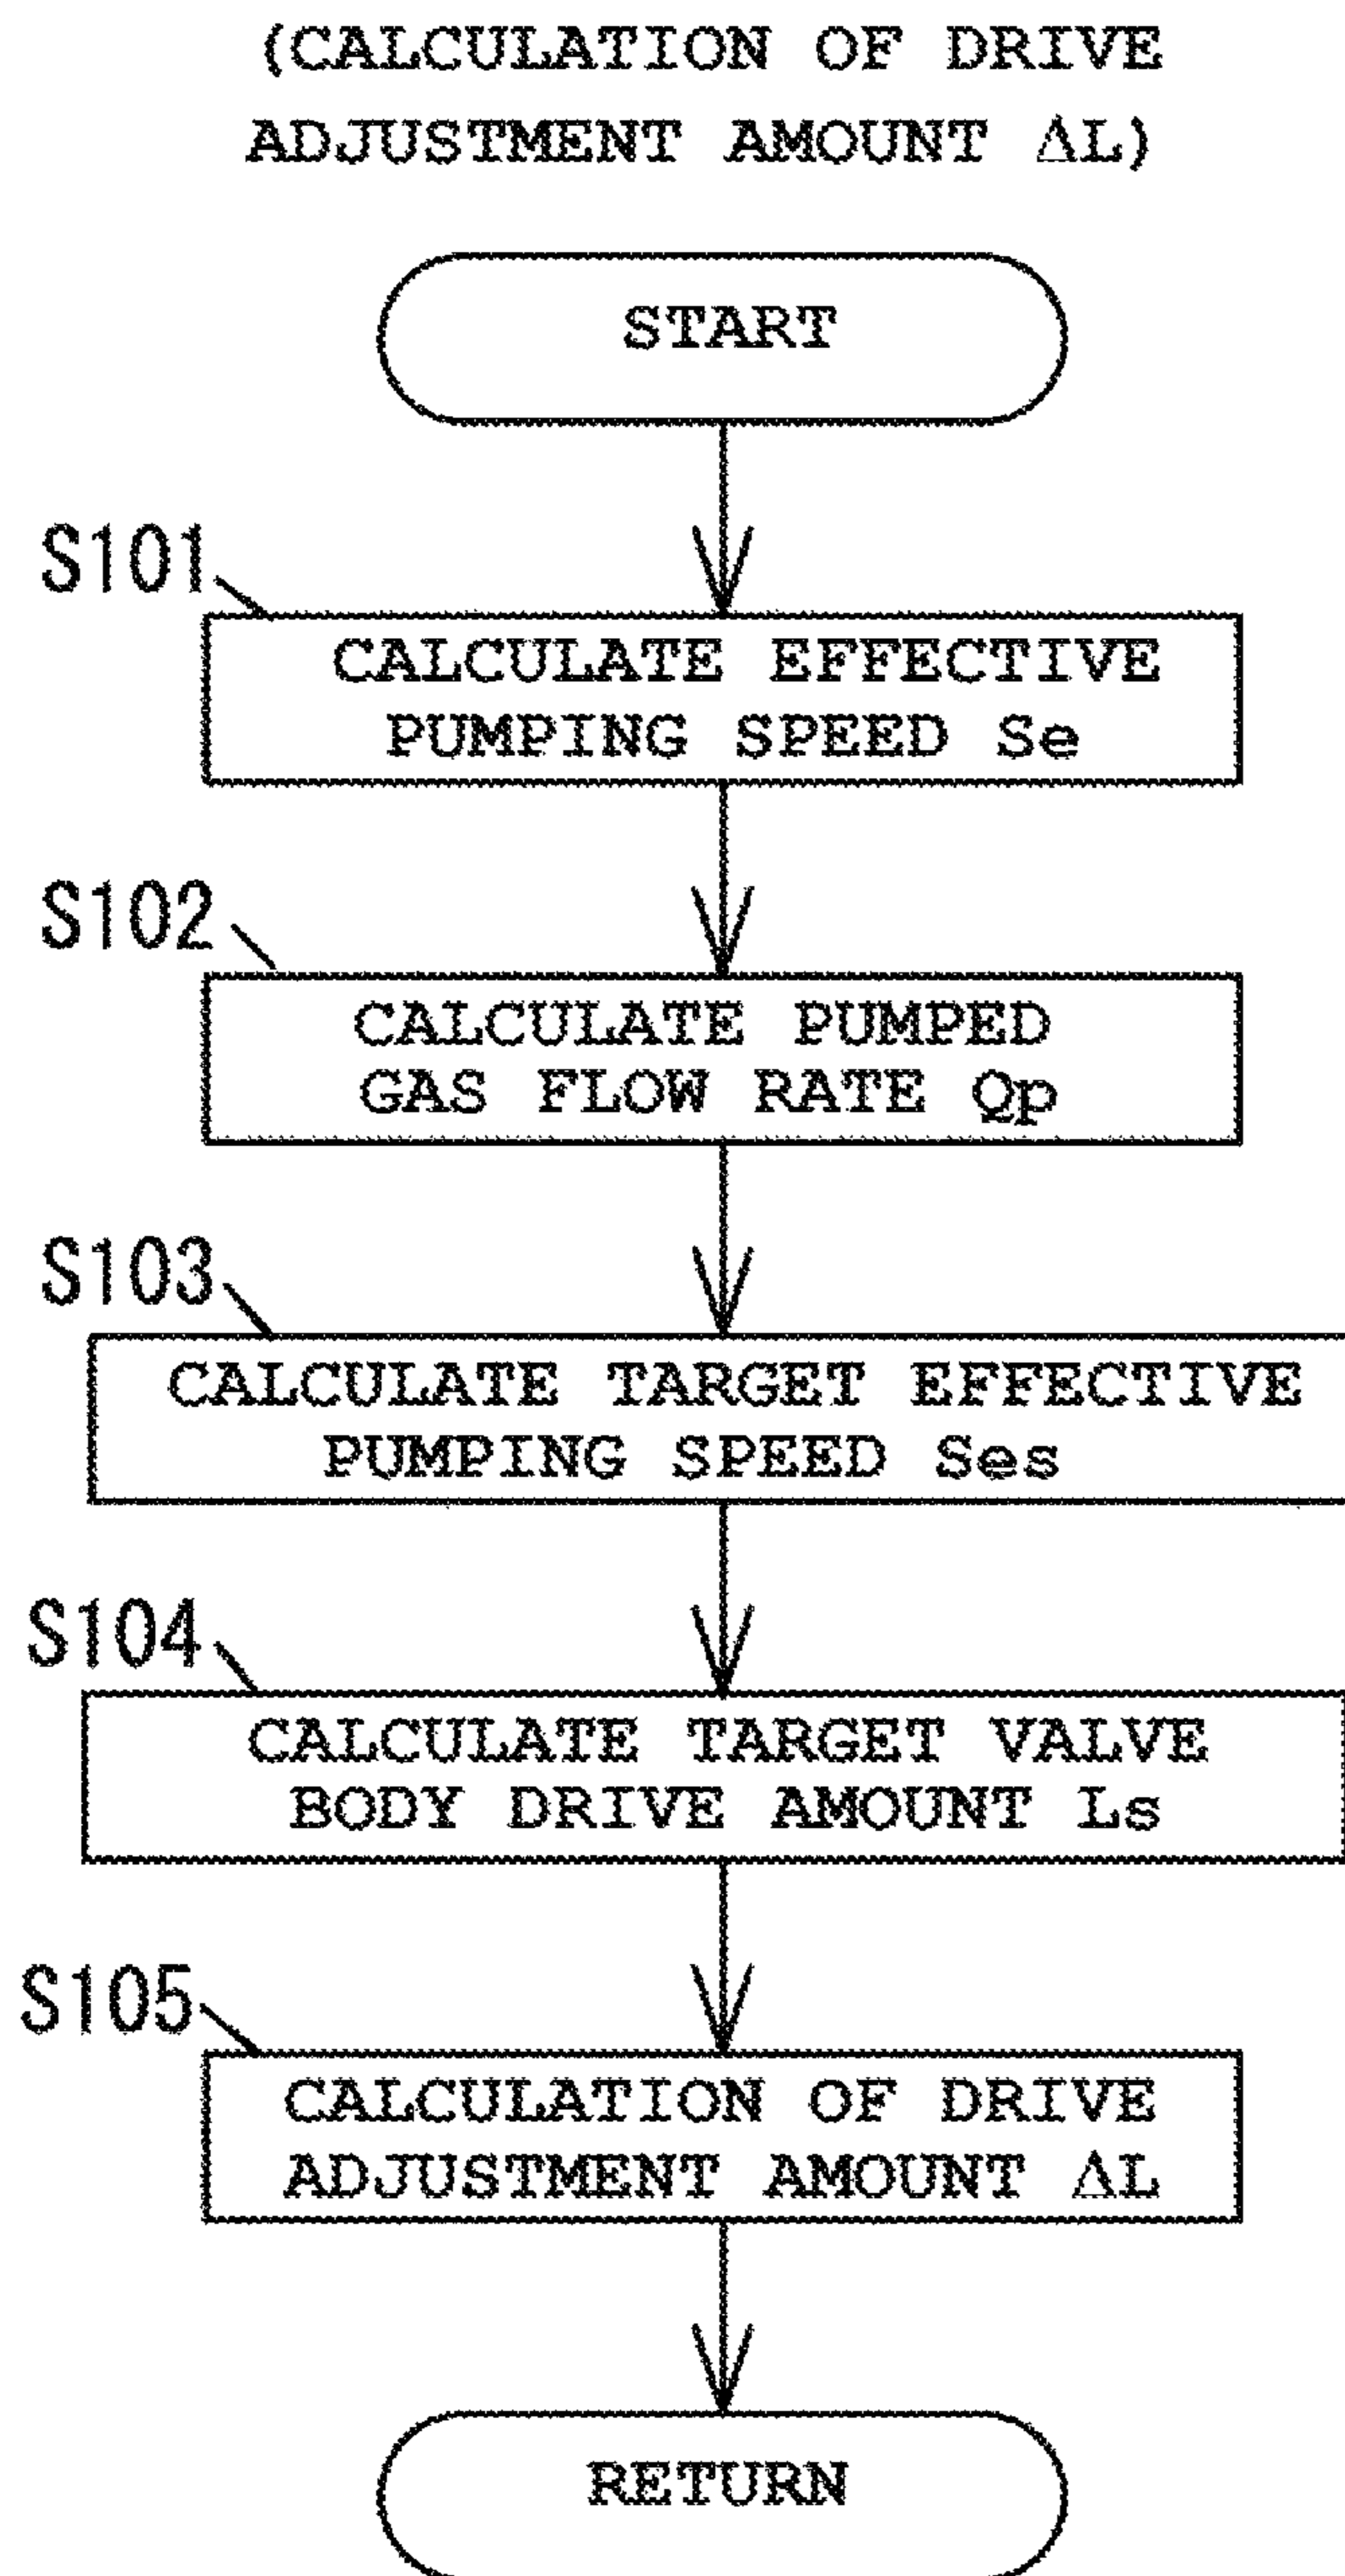 (CALCULATION OF DRIVE
ADJUSTMENT AMOUNT ΔL)
START
S101
CALCULATE EFFECTIVE
PUMPING SPEED Se
S102
CALCULATE PUMPED
GAS FLOW RATE Qp
S103
CALCULATE TARGET EFFECTIVE
PUMPING SPEED Ses
S104
CALCULATE TARGET VALVE
BODY DRIVE AMOUNT Ls
S105
CALCULATION OF DRIVE
ADJUSTMENT AMOUNT ΔL
RETURN